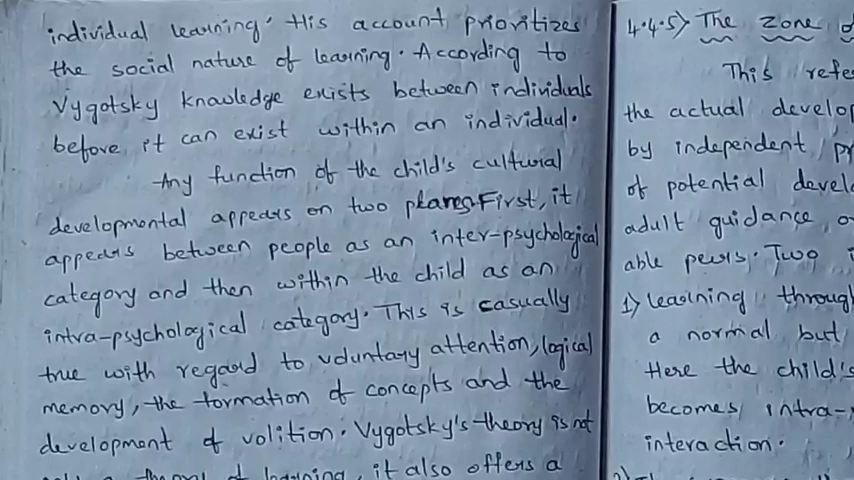 individual learning. His account prioritizes
the social nature of learning. According to
Vygotsky knowledge exists between individuals
before it can exist within an individual.
Any function of the child's cultural
developmental appears on two phases. First, it
appears between people as an inter-psychological
category and then within the child as an
intra-psychological category. This is casually
true with regard to voluntary attention, logical
memory, the formation of concepts and the
development of volition. Vygotsky's theory is not
theory of learning, it also offers a
4.4.5) The Zone
This refe
the actual develop
by independent pr
of potential devel
adult guidance o
able peers. Two
1) Learning through
a normal but
Here the child's
becomes intra-
interaction.